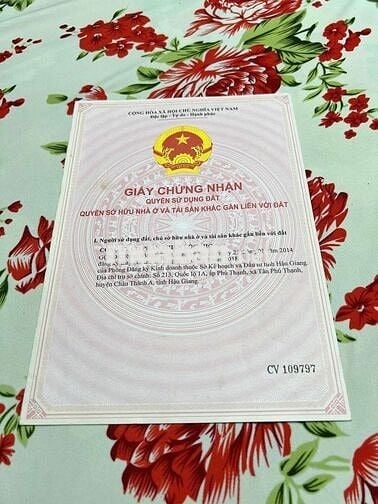 CỘNG HÒA XÃ HỘI CHỦ NGHĨA VIỆT NAM
Độc lập - Tự do - Hạnh phúc
GIẤY CHỨNG NHẬN
QUYỀN SỬ DỤNG ĐẤT
QUYỀN SỞ HỮU NHÀ Ở VÀ TÀI SẢN KHÁC GẮN LIỀN VỚI ĐẤT
I. Người sử dụng đất, chủ sở hữu nhà ở và tài sản khác gắn liền với đất
2014
của Phòng Đăng ký Kinh doanh thuộc Sở Kế hoạch và Đầu tư tỉnh Hậu Giang.
Địa chỉ trụ sở chính: Số 213, Quốc lộ 1A, ấp Phú Thạnh, xã Tân Phú Thạnh,
huyện Châu Thành A, tỉnh Hậu Giang.
CV 109797